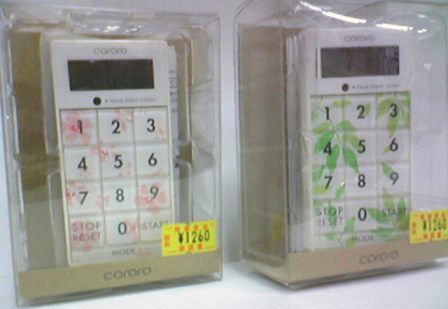 cororo
1 2 3
4 5 6
7 8 9
STOP RESET 0 START
MODE
¥1260
cororo
cororo
1 2 3
4 5 6
7 8 9
STOP RESET 0 START
MODE
¥1260
cororo